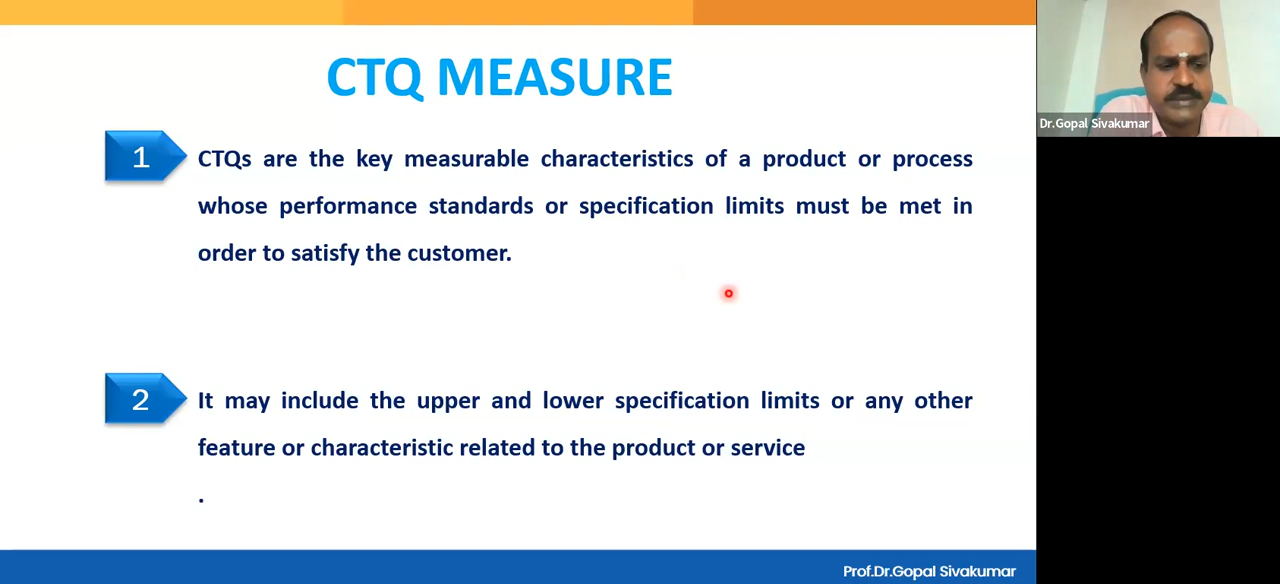 CTQ MEASURE
1
CTQs are the key measurable characteristics of a product or process
whose performance standards or specification limits must be met in
order to satisfy the customer.
2
It may include the upper and lower specification limits or any other
feature or characteristic related to the product or service
.
Prof.Dr.Gopal Sivakumar
Dr.Gopal Sivakumar